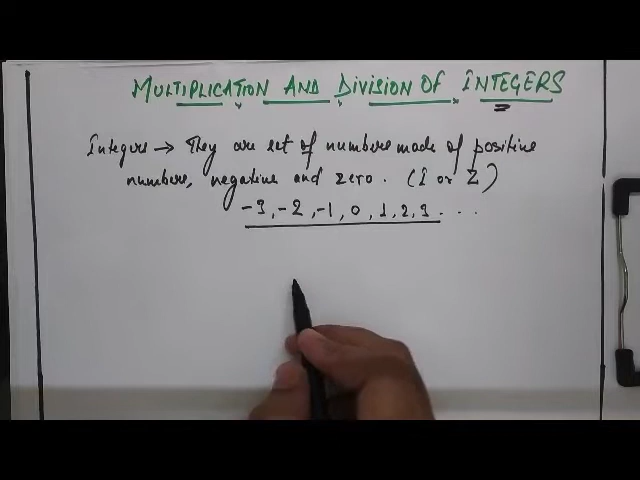 MULTIPLICATION AND DIVISION OF INTEGERS
Integers → They are set of numbers made of positive
numbers, negative and zero. (I or Z)
-3, -2, -1, 0, 1, 2, 3 . . .